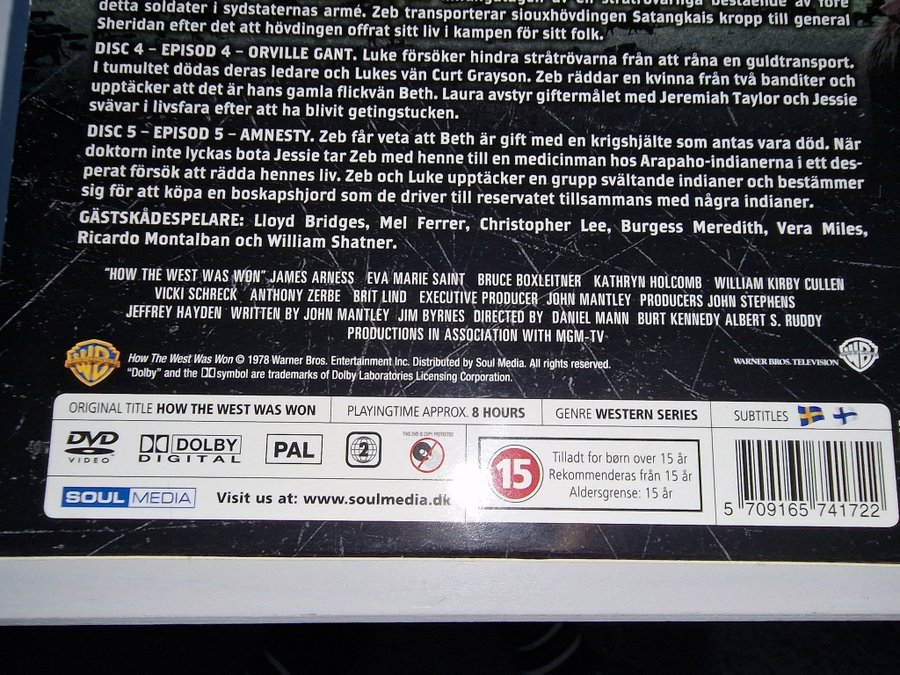 av en stråtrövarliga bestående av före
detta soldater i sydstaternas armé. Zeb transporterar siouxhövdingen Satangkais kropp till general
Sheridan efter det att hövdingen offrat sitt liv i kampen för sitt folk.
DISC 4 – EPISOD 4 – ORVILLE GANT. Luke försöker hindra stråtrövarna från att råna en guldtransport.
I tumultet dödas deras ledare och Lukes vän Curt Grayson. Zeb räddar en kvinna från två banditer och
upptäcker att det är hans gamla flickvän Beth. Laura avstyr giftermålet med Jeremiah Taylor och Jessie
svävar i livsfara efter att ha blivit getingstucken.
DISC 5 – EPISOD 5 – AMNESTY. Zeb får veta att Beth är gift med en krigshjälte som antas vara död. När
doktorn inte lyckas bota Jessie tar Zeb med henne till en medicinman hos Arapaho-indianerna i ett des-
perat försök att rädda hennes liv. Zeb och Luke upptäcker en grupp svältande indianer och bestämmer
sig för att köpa en boskapshjord som de driver till reservatet tillsammans med några indianer.
GÄSTSKÅDESPELARE: Lloyd Bridges, Mel Ferrer, Christopher Lee, Burgess Meredith, Vera Miles,
Ricardo Montalban och William Shatner.
"HOW THE WEST WAS WON" JAMES ARNESS EVA MARIE SAINT BRUCE BOXLEITNER KATHRYN HOLCOMB WILLIAM KIRBY CULLEN
VICKI SCHRECK ANTHONY ZERBE BRIT LIND EXECUTIVE PRODUCER JOHN MANTLEY PRODUCERS JOHN STEPHENS
JEFFREY HAYDEN WRITTEN BY JOHN MANTLEY JIM BYRNES DIRECTED BY DANIEL MANN BURT KENNEDY ALBERT S. RUDDY
PRODUCTIONS IN ASSOCIATION WITH MGM-TV
WB How The West Was Won © 1978 Warner Bros. Entertainment Inc. Distributed by Soul Media. All rights reserved.
"Dolby" and the DD symbol are trademarks of Dolby Laboratories Licensing Corporation.
WARNER BROS. TELEVISION WB
ORIGINAL TITLE HOW THE WEST WAS WON PLAYINGTIME APPROX. 8 HOURS GENRE WESTERN SERIES SUBTITLES
DVD VIDEO
DOLBY DIGITAL
PAL
2
THIS DVD IS COPY PROTECTED
15
Tilladt for børn over 15 år
Rekommenderas från 15 år
Aldersgrense: 15 år
SOUL MEDIA Visit us at: www.soulmedia.dk
5 709165 741722